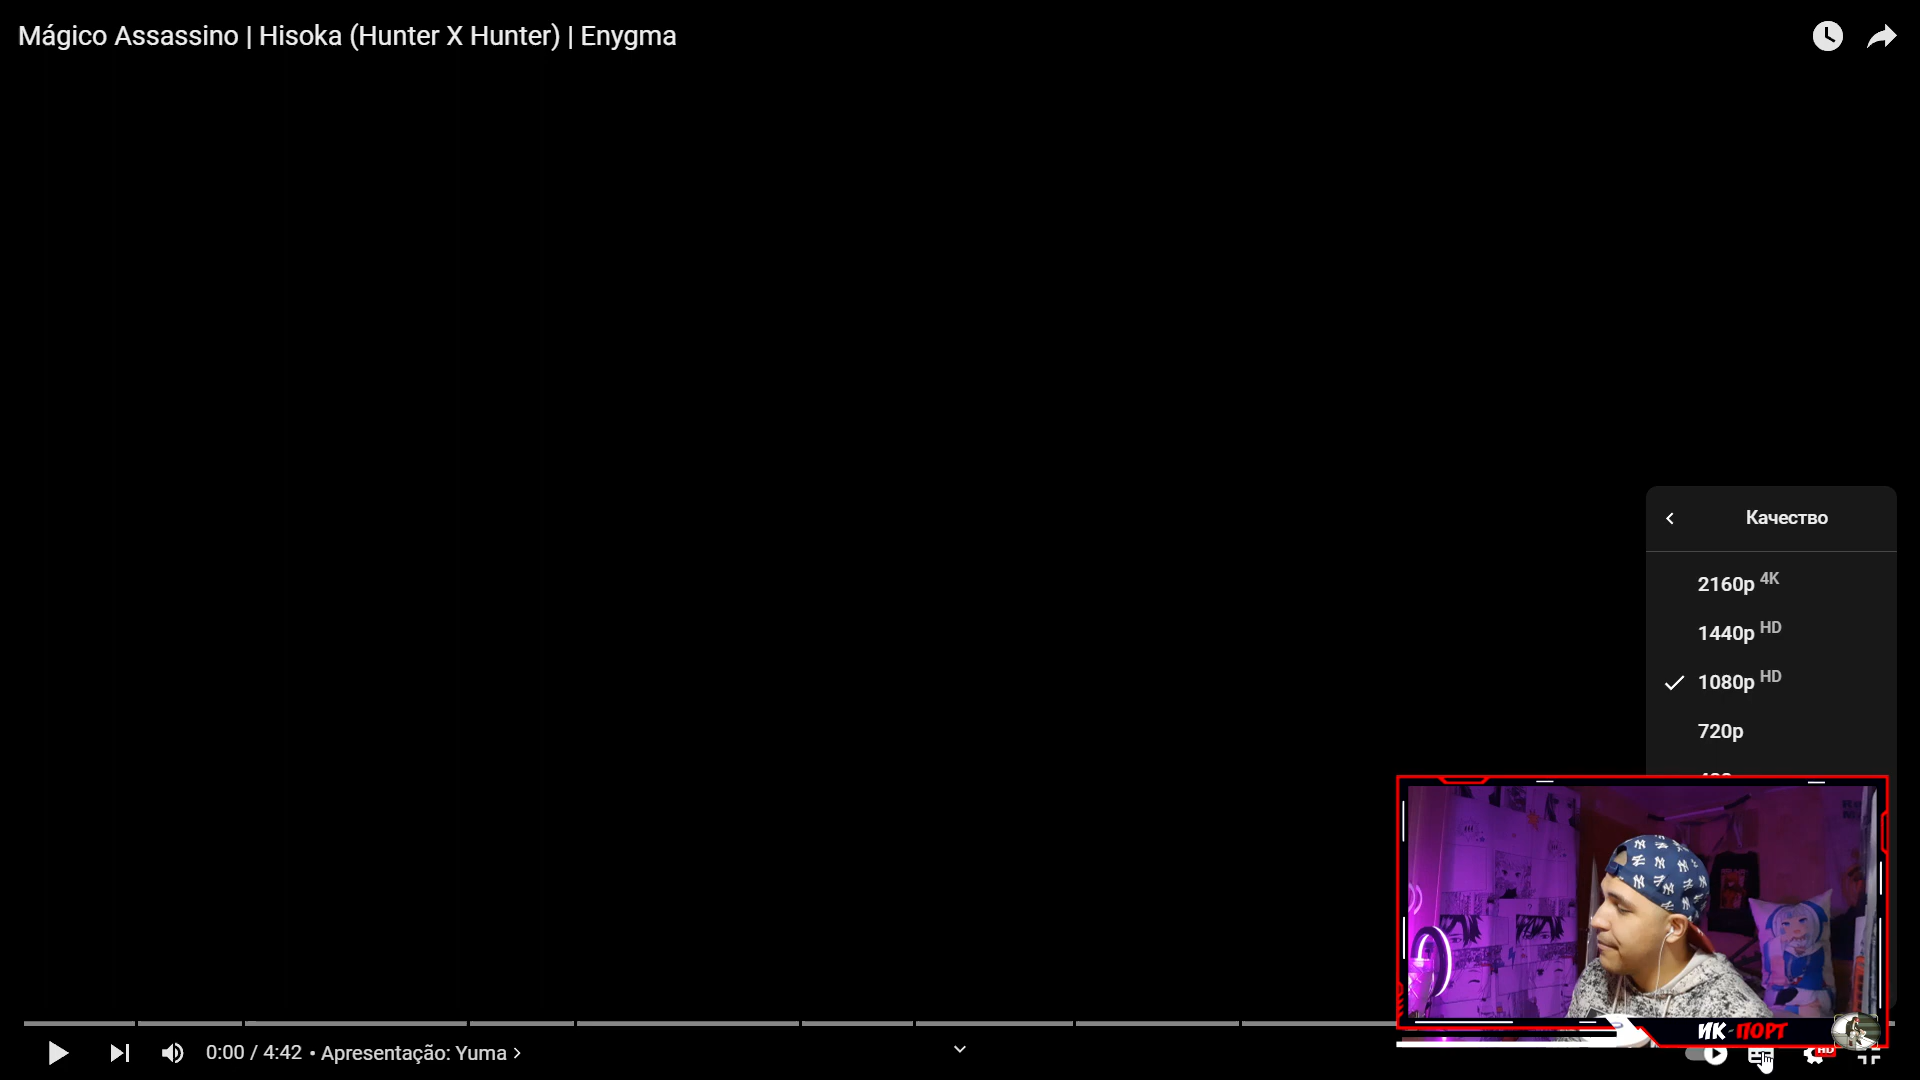 Mágico Assassino | Hisoka (Hunter X Hunter) | Enygma
Качество
2160p 4K
1440p HD
1080p HD
720p
ИК-ПОРТ
0:00 / 4:42 • Apresentação: Yuma
HD